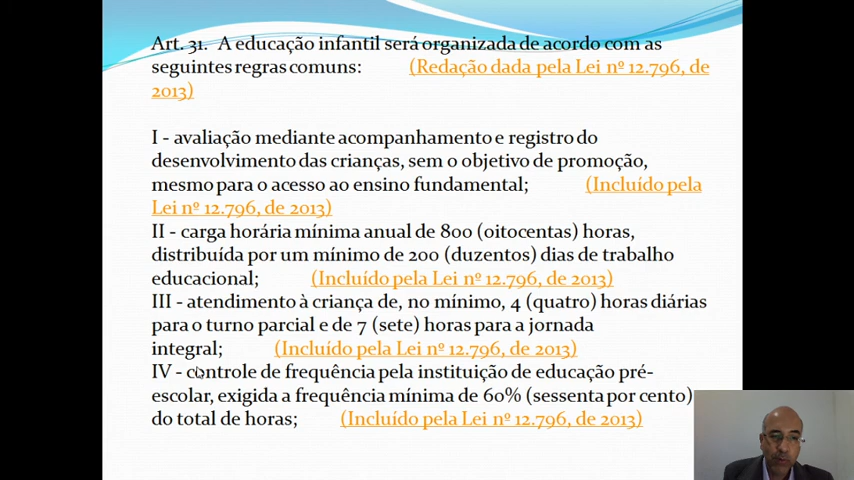 Art. 31. A educação infantil será organizada de acordo com as
seguintes regras comuns: (Redação dada pela Lei nº 12.796, de
2013)
I - avaliação mediante acompanhamento e registro do
desenvolvimento das crianças, sem o objetivo de promoção,
mesmo para o acesso ao ensino fundamental; (Incluído pela
Lei nº 12.796, de 2013)
II - carga horária mínima anual de 800 (oitocentas) horas,
distribuída por um mínimo de 200 (duzentos) dias de trabalho
educacional; (Incluído pela Lei nº 12.796, de 2013)
III - atendimento à criança de, no mínimo, 4 (quatro) horas diárias
para o turno parcial e de 7 (sete) horas para a jornada
integral; (Incluído pela Lei nº 12.796, de 2013)
IV - controle de frequência pela instituição de educação pré-
escolar, exigida a frequência mínima de 60% (sessenta por cento)
do total de horas; (Incluído pela Lei nº 12.796, de 2013)